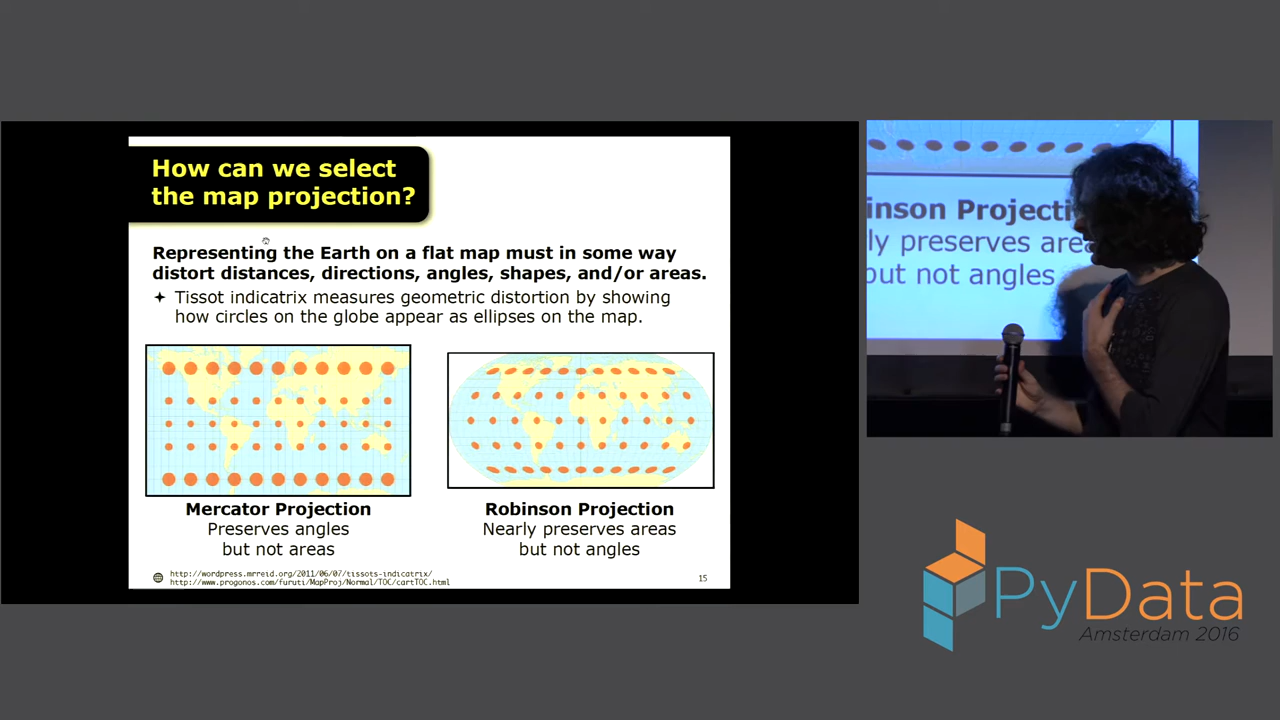 How can we select
the map projection?
Representing the Earth on a flat map must in some way
distort distances, directions, angles, shapes, and/or areas.
Tissot indicatrix measures geometric distortion by showing
how circles on the globe appear as ellipses on the map.
Mercator Projection
Preserves angles
but not areas
Robinson Projection
Nearly preserves areas
but not angles
http://wordpress.mrreid.org/2011/06/07/tissots-indicatrix/
http://www.progonos.com/furuti/MapProj/Normal/TOC/cartTOC.html
15
inson Projecti
ly preserves area
but not angles
PyData
Amsterdam 2016